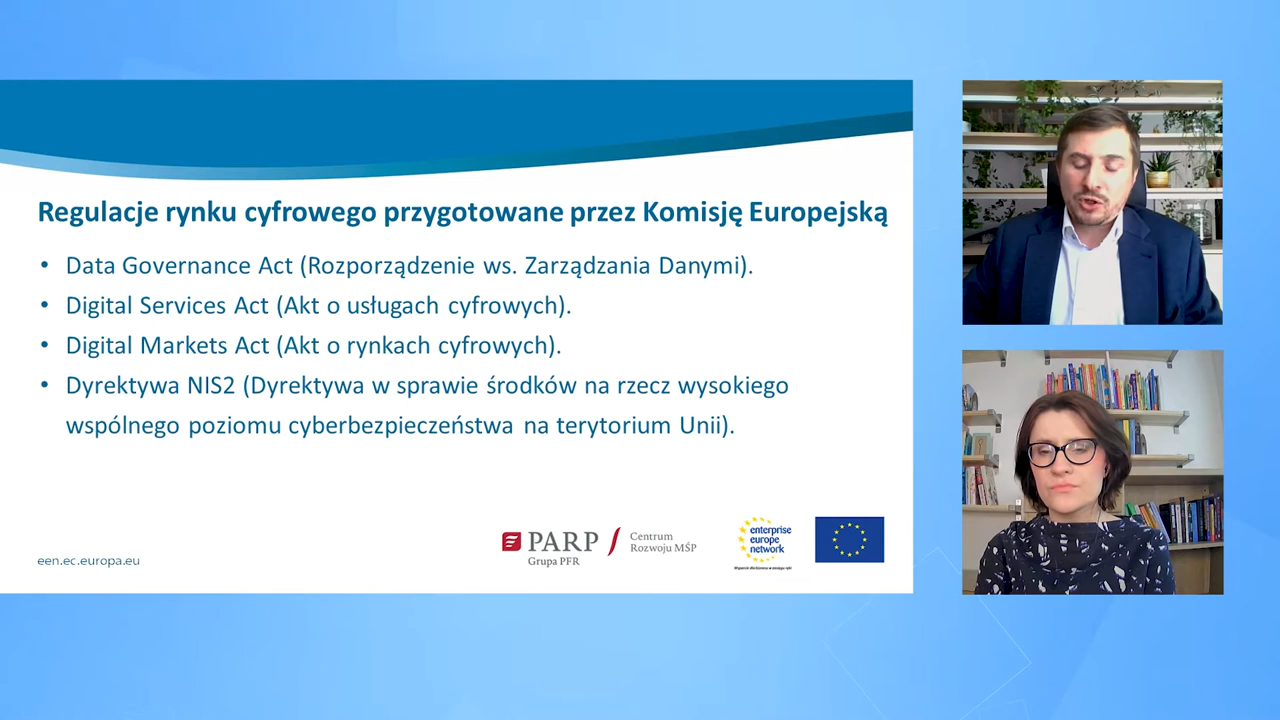 Regulacje rynku cyfrowego przygotowane przez Komisję Europejską
• Data Governance Act (Rozporządzenie ws. Zarządzania Danymi).
• Digital Services Act (Akt o usługach cyfrowych).
• Digital Markets Act (Akt o rynkach cyfrowych).
• Dyrektywa NIS2 (Dyrektywa w sprawie środków na rzecz wysokiego
wspólnego poziomu cyberbezpieczeństwa na terytorium Unii).
een.ec.europa.eu
PARP
Grupa PFR
Centrum
Rozwoju MŚP
enterprise
europe
network